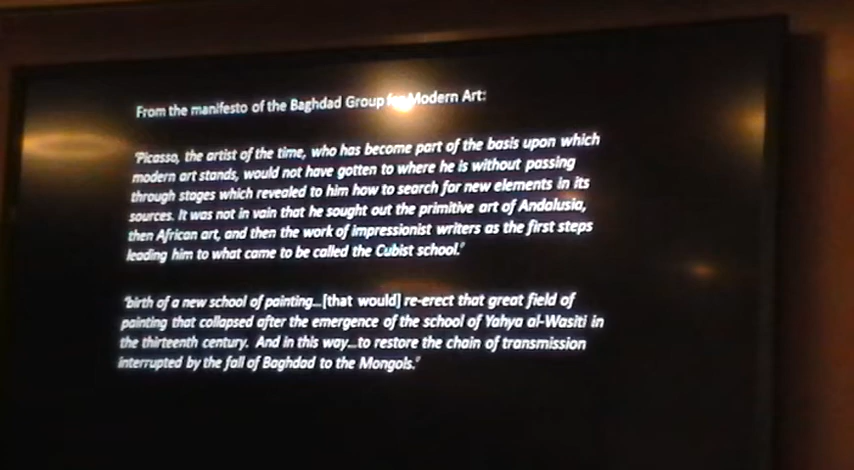 From the manifesto of the Baghdad Group for Modern Art:
'Picasso, the artist of the time, who has become part of the basis upon which
modern art stands, would not have gotten to where he is without passing
through stages which revealed to him how to search for new elements in its
sources. It was not in vain that he sought out the primitive art of Andalusia,
then African art, and then the work of impressionist writers as the first steps
leading him to what came to be called the Cubist school.'
'birth of a new school of painting...[that would] re-erect that great field of
painting that collapsed after the emergence of the school of Yahya al-Wasiti in
the thirteenth century. And in this way...to restore the chain of transmission
interrupted by the fall of Baghdad to the Mongols.'